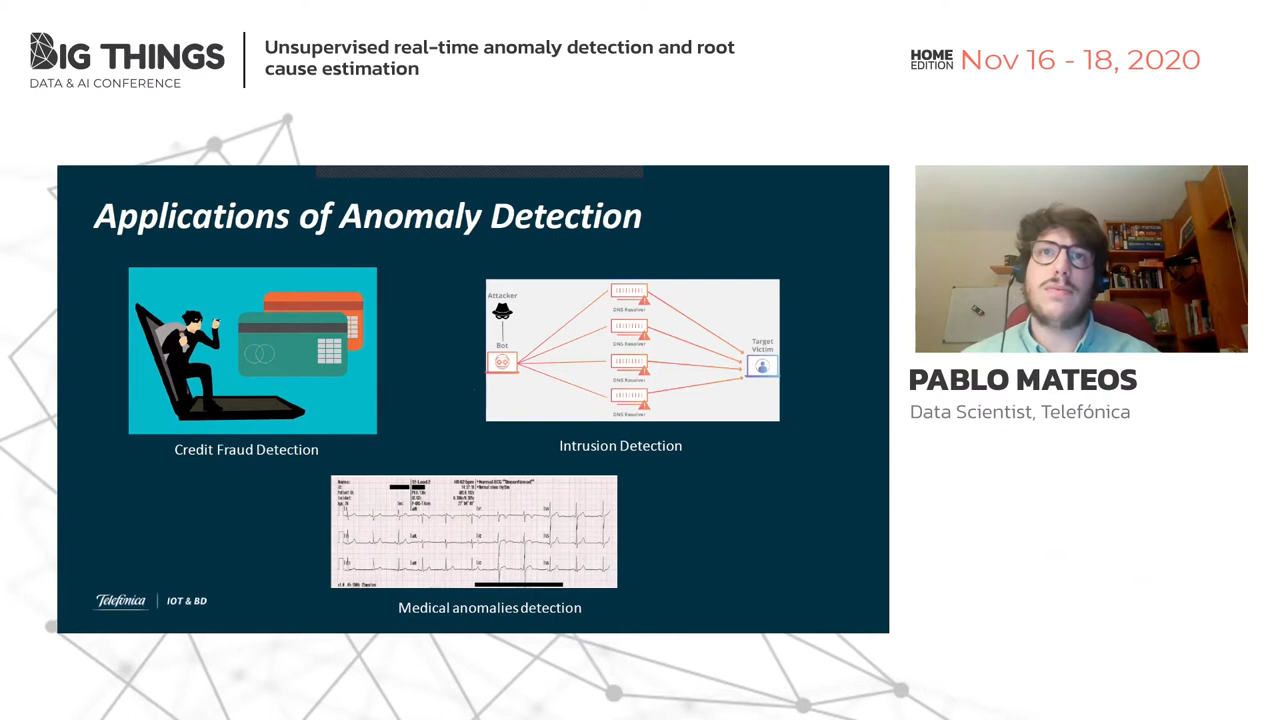 BIG THINGS
DATA & AI CONFERENCE
Unsupervised real-time anomaly detection and root
cause estimation
HOME
EDITION
Nov 16 - 18, 2020
Applications of Anomaly Detection
Attacker
Bot
DNS Resolver
DNS Resolver
DNS Resolver
DNS Resolver
Target
Victim
Credit Fraud Detection
Intrusion Detection
Medical anomalies detection
Telefónica
IOT & BD
PABLO MATEOS
Data Scientist, Telefónica